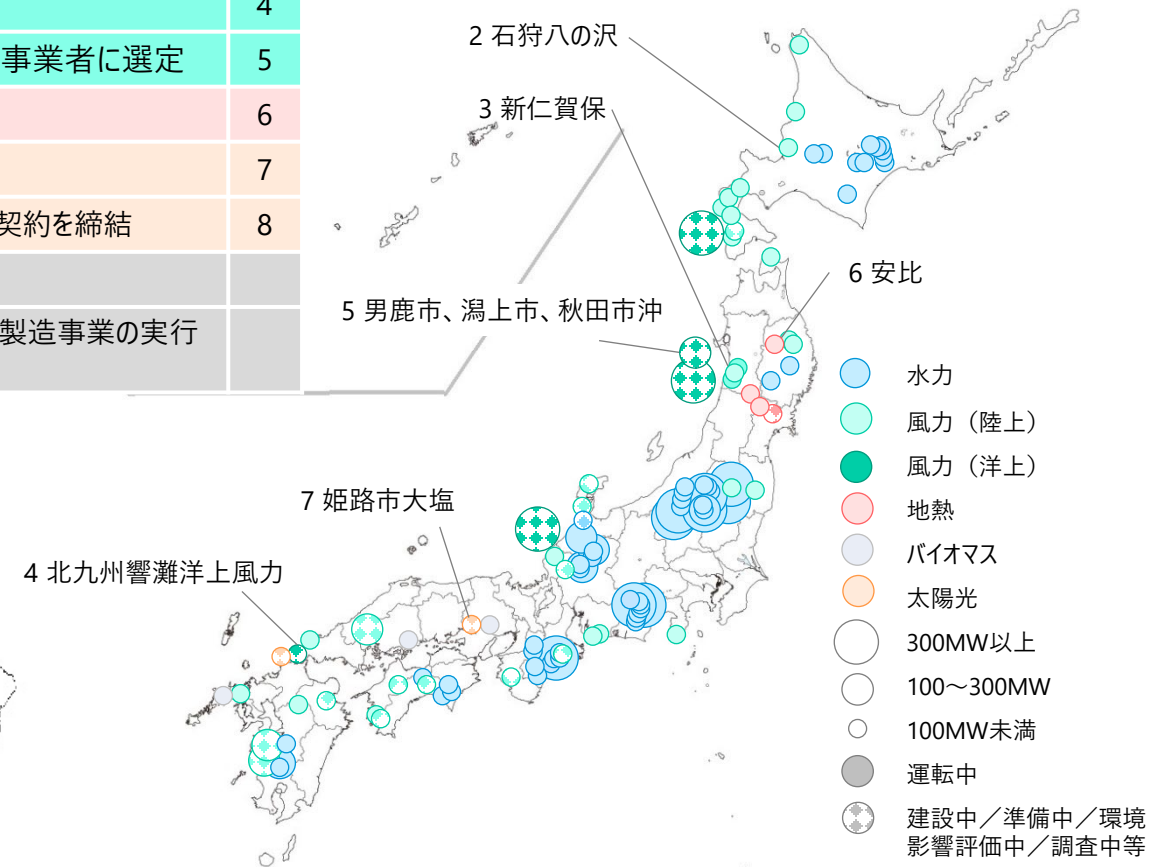 4
事業者に選定 5
6
7
契約を締結 8
製造事業の実行
2 石狩八の沢
3 新仁賀保
6 安比
5 男鹿市、潟上市、秋田市沖
7 姫路市大塩
4 北九州響灘洋上風力
水力
風力（陸上）
風力（洋上）
地熱
バイオマス
太陽光
300MW以上
100～300MW
100MW未満
運転中
建設中／準備中／環境
影響評価中／調査中等